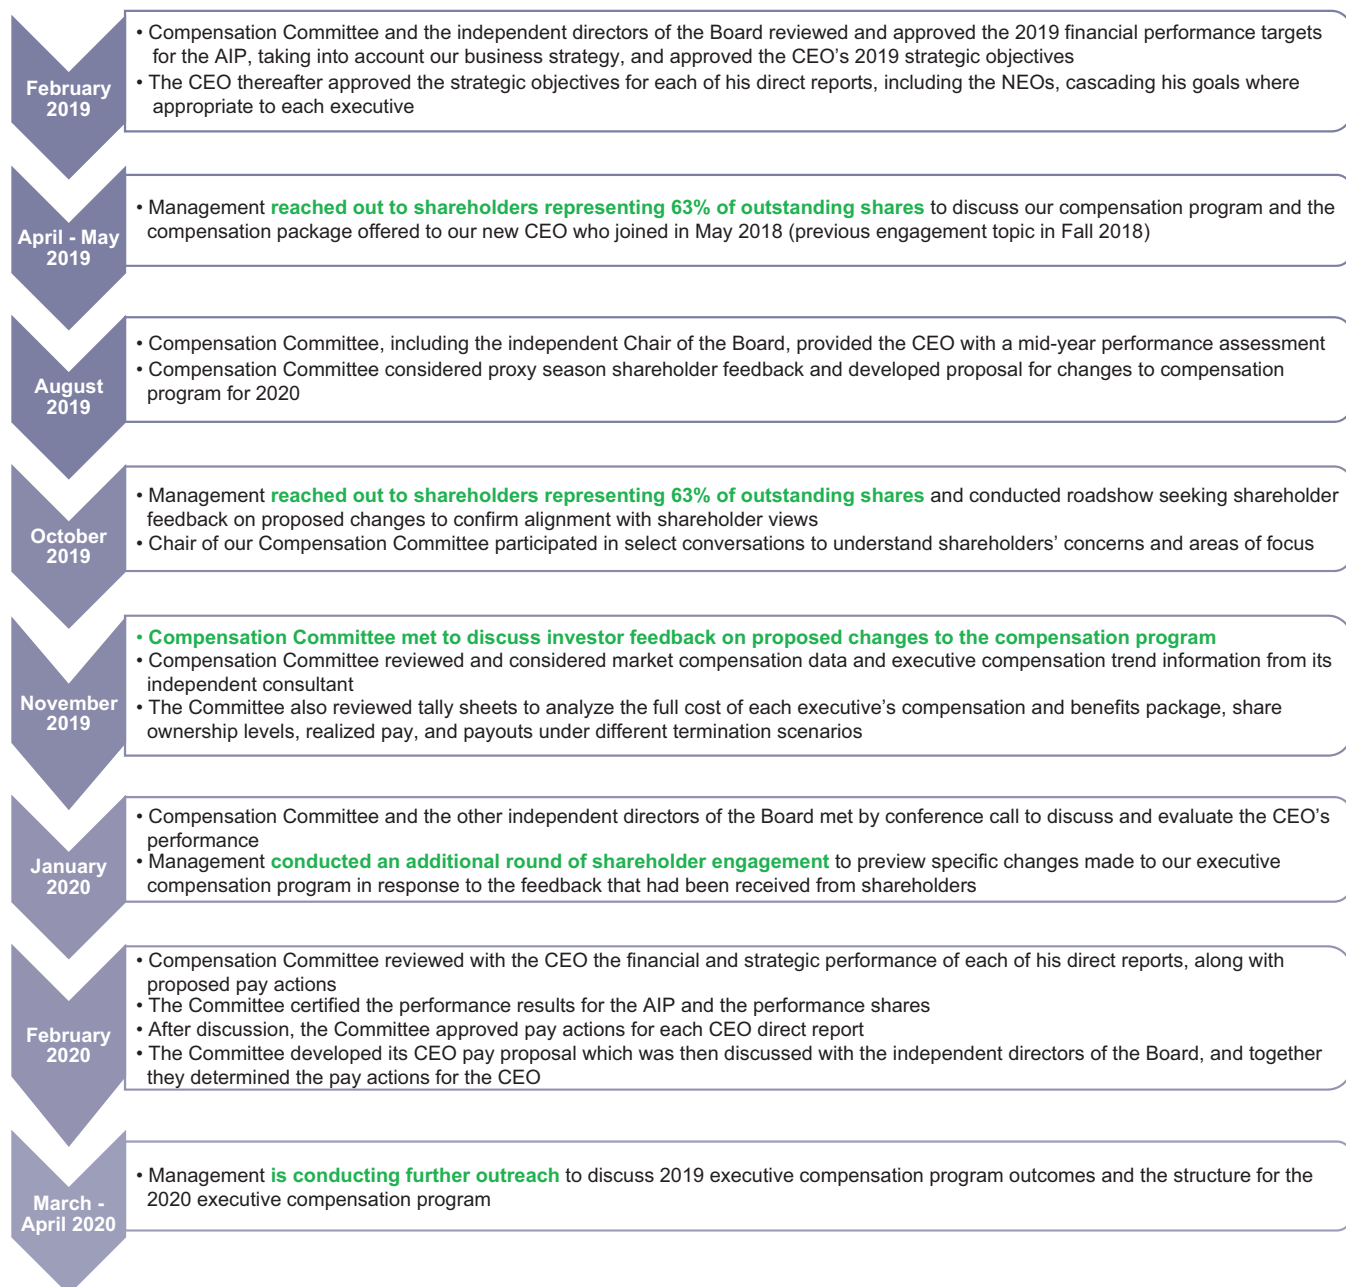 February
2019
• Compensation Committee and the independent directors of the Board reviewed and approved the 2019 financial performance targets
for the AIP, taking into account our business strategy, and approved the CEO’s 2019 strategic objectives
• The CEO thereafter approved the strategic objectives for each of his direct reports, including the NEOs, cascading his goals where
appropriate to each executive
April - May
2019
• Management reached out to shareholders representing 63% of outstanding shares to discuss our compensation program and the
compensation package offered to our new CEO who joined in May 2018 (previous engagement topic in Fall 2018)
August
2019
• Compensation Committee, including the independent Chair of the Board, provided the CEO with a mid-year performance assessment
• Compensation Committee considered proxy season shareholder feedback and developed proposal for changes to compensation
program for 2020
October
2019
• Management reached out to shareholders representing 63% of outstanding shares and conducted roadshow seeking shareholder
feedback on proposed changes to confirm alignment with shareholder views
• Chair of our Compensation Committee participated in select conversations to understand shareholders’ concerns and areas of focus
November
2019
• Compensation Committee met to discuss investor feedback on proposed changes to the compensation program
• Compensation Committee reviewed and considered market compensation data and executive compensation trend information from its
independent consultant
• The Committee also reviewed tally sheets to analyze the full cost of each executive’s compensation and benefits package, share
ownership levels, realized pay, and payouts under different termination scenarios
January
2020
• Compensation Committee and the other independent directors of the Board met by conference call to discuss and evaluate the CEO’s
performance
• Management conducted an additional round of shareholder engagement to preview specific changes made to our executive
compensation program in response to the feedback that had been received from shareholders
February
2020
• Compensation Committee reviewed with the CEO the financial and strategic performance of each of his direct reports, along with
proposed pay actions
• The Committee certified the performance results for the AIP and the performance shares
• After discussion, the Committee approved pay actions for each CEO direct report
• The Committee developed its CEO pay proposal which was then discussed with the independent directors of the Board, and together
they determined the pay actions for the CEO
March -
April 2020
• Management is conducting further outreach to discuss 2019 executive compensation program outcomes and the structure for the
2020 executive compensation program